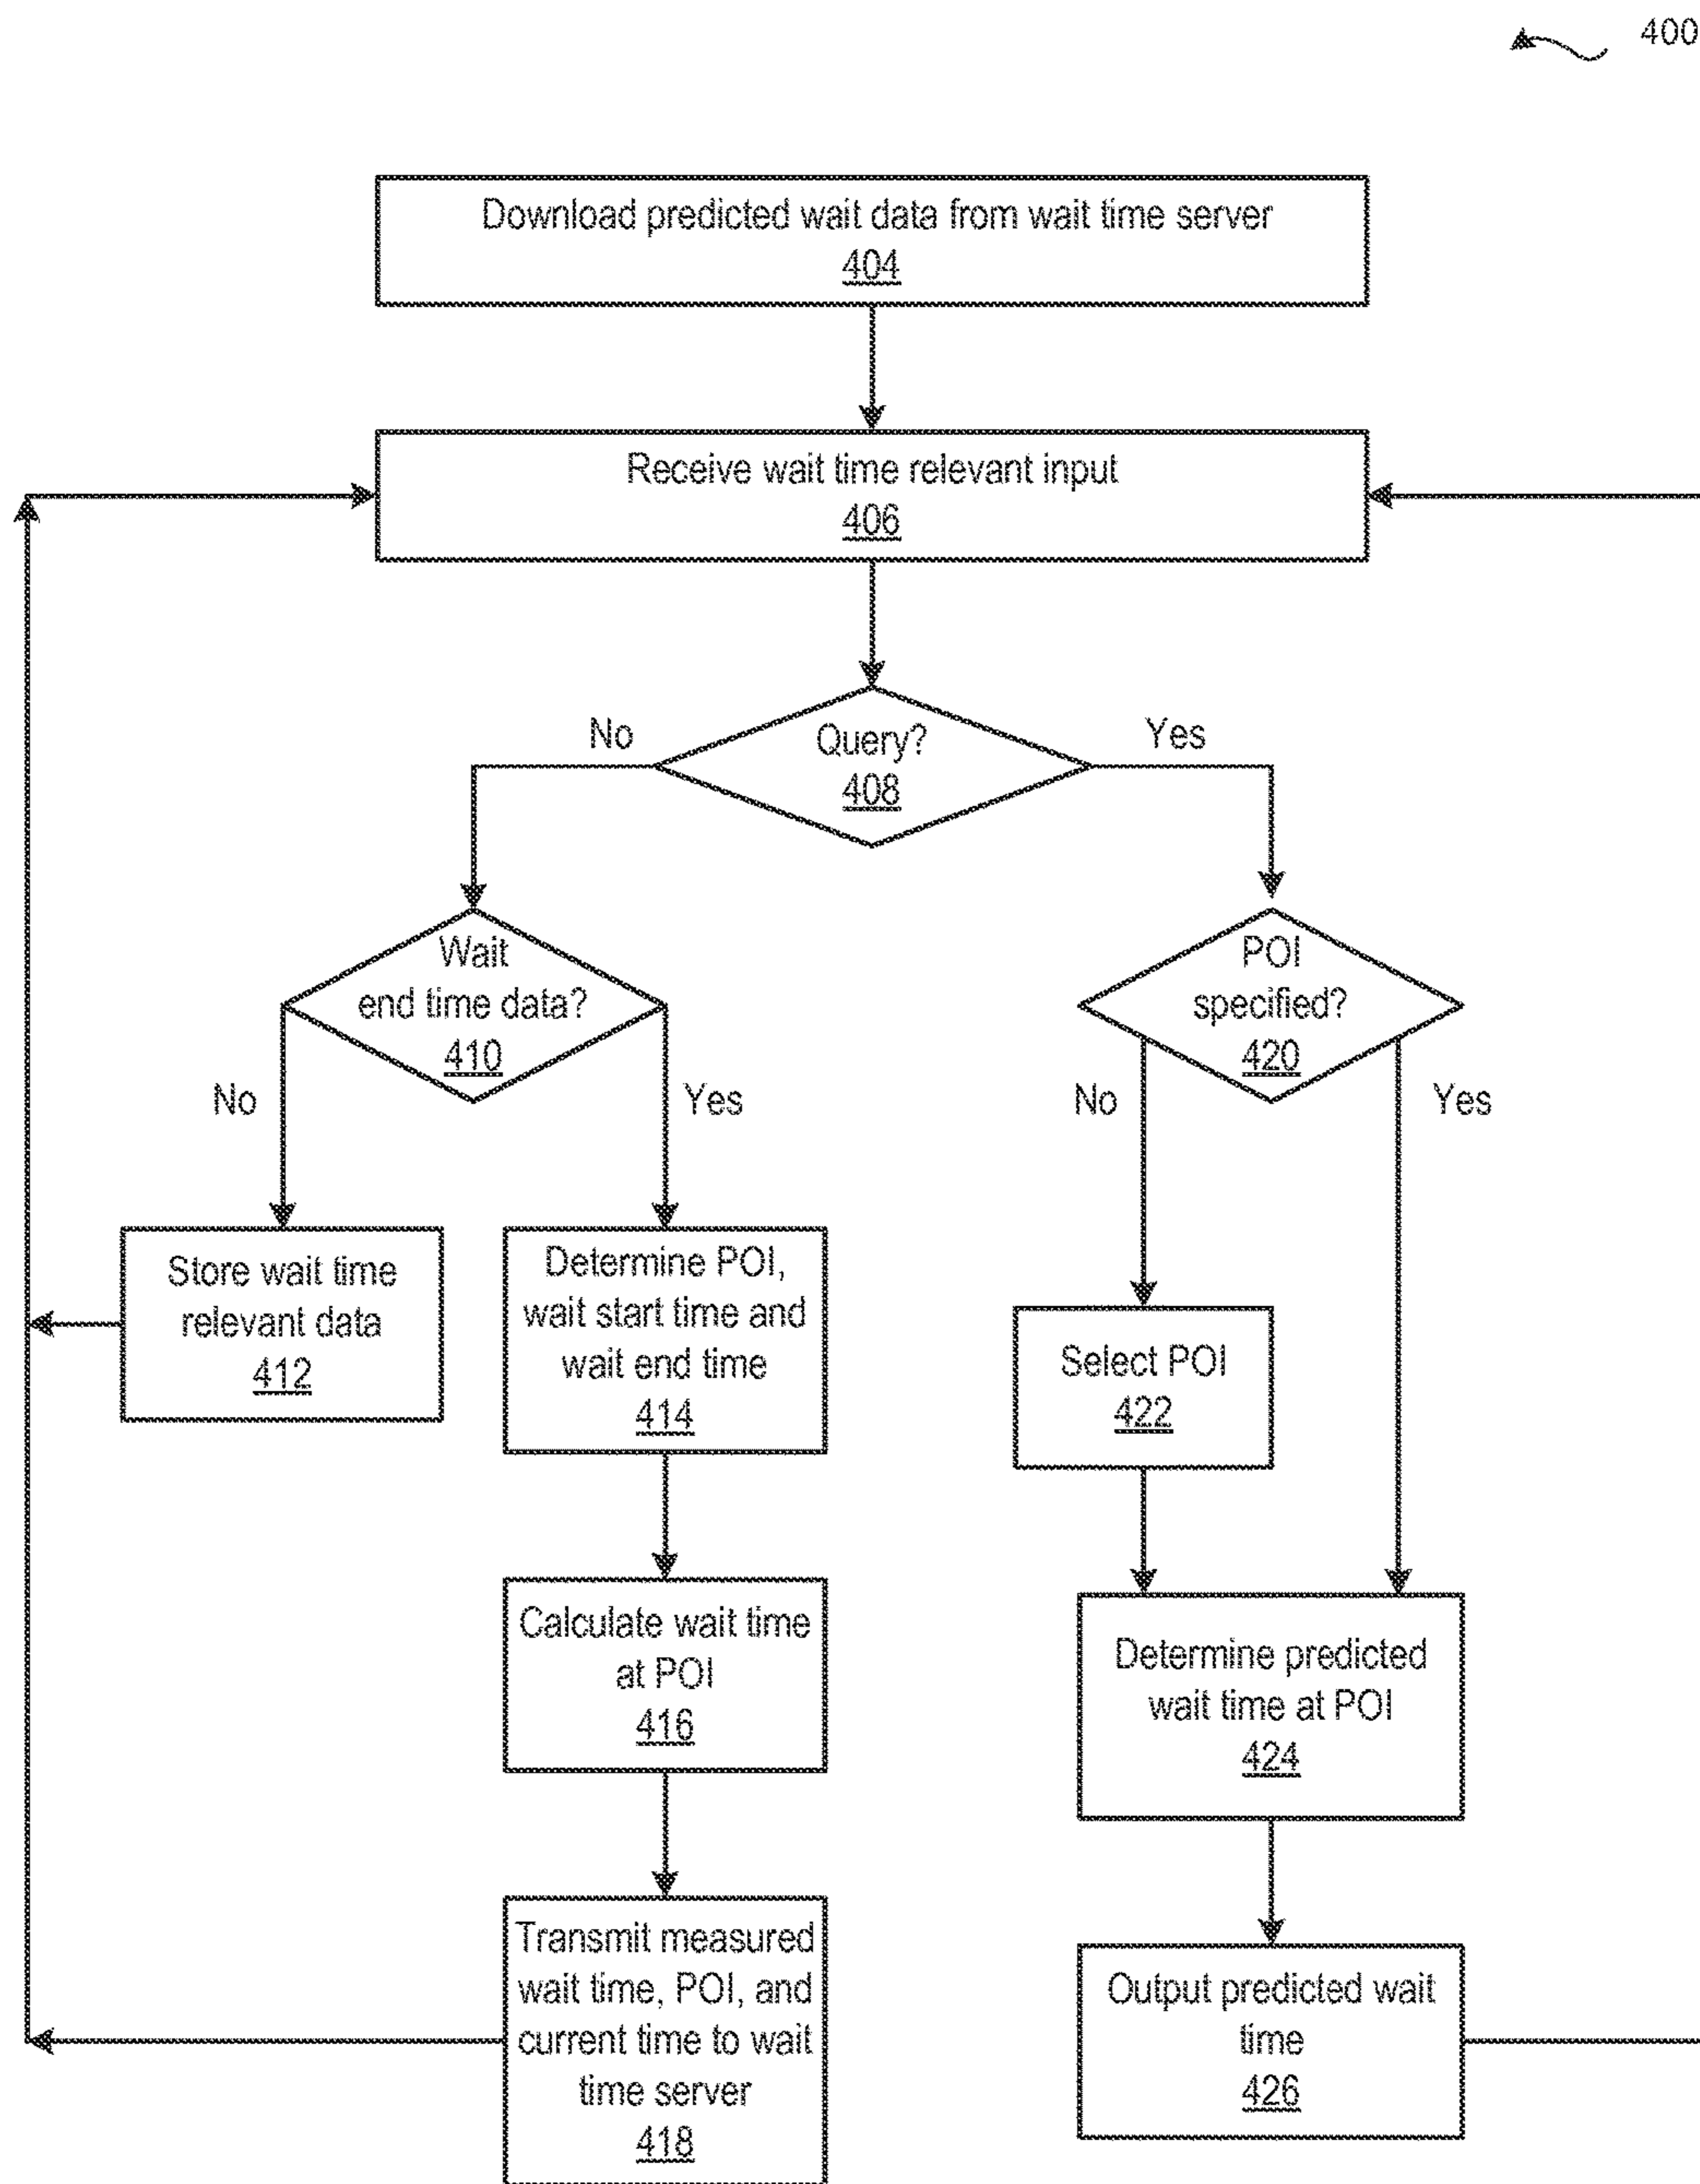 400
Download predicted wait data from wait time server
404
Receive wait time relevant input
406
No
Query?
408
Yes
Wait
end time data?
410
No
Yes
POI
specified?
420
No
Yes
Store wait time
relevant data
412
Determine POI,
wait start time and
wait end time
414
Select POI
422
Calculate wait time
at POI
416
Determine predicted
wait time at POI
424
Transmit measured
wait time, POI, and
current time to wait
time server
418
Output predicted wait
time
426